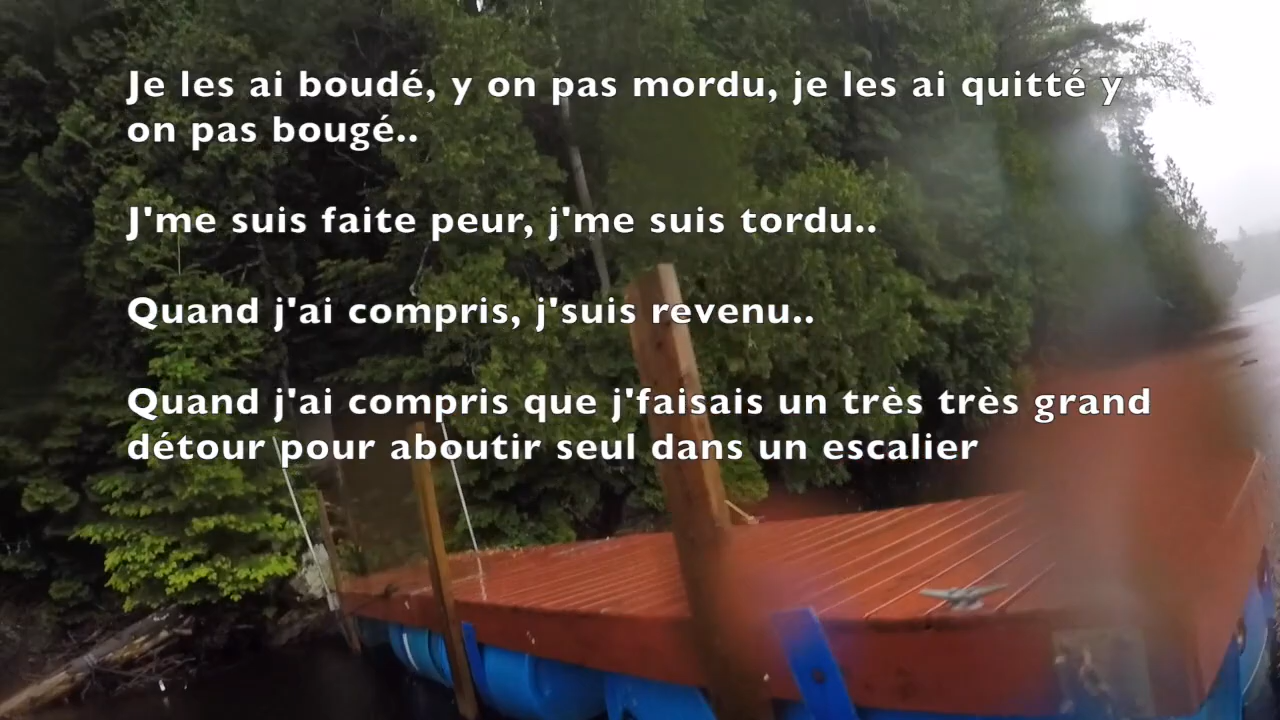 Je les ai boudé, y on pas mordu, je les ai quitté y
on pas bougé..
J'me suis faite peur, j'me suis tordu..
Quand j'ai compris, j'suis revenu..
Quand j'ai compris que j'faisais un très très grand
détour pour aboutir seul dans un escalier